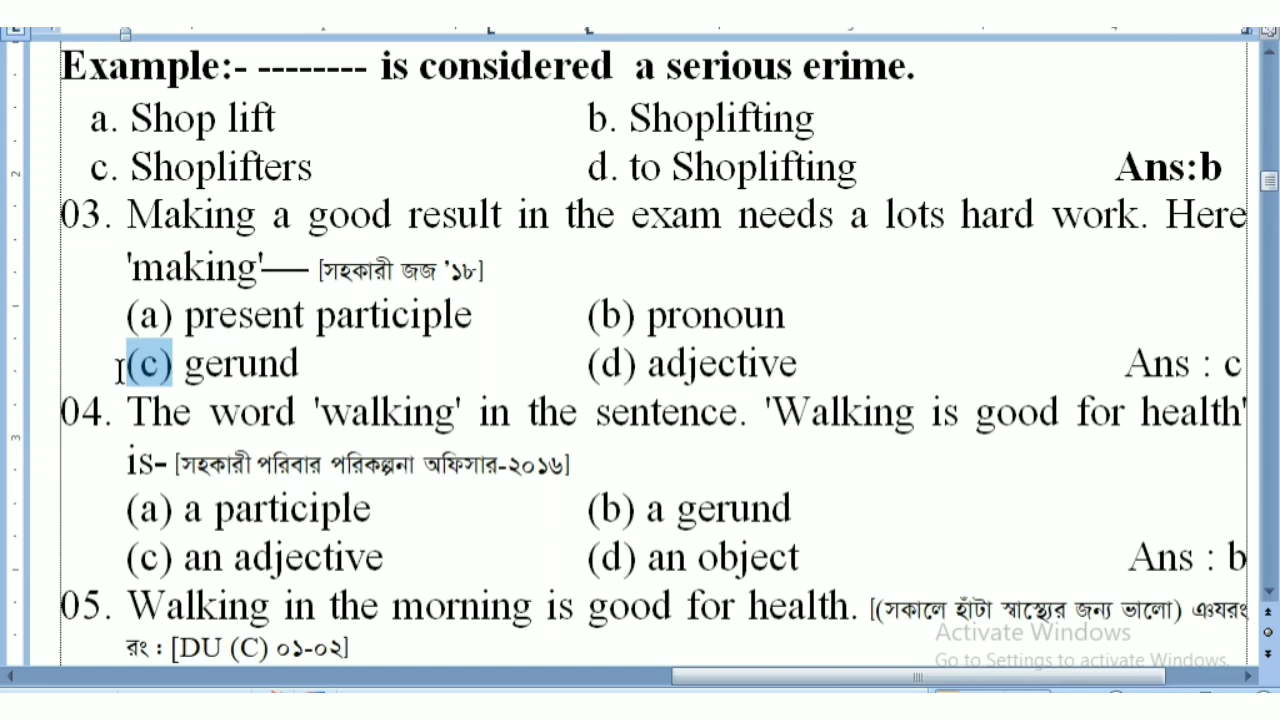 Example:- -------- is considered a serious erime.
a. Shop lift b. Shoplifting
c. Shoplifters d. to Shoplifting Ans:b
03. Making a good result in the exam needs a lots hard work. Here
'making'— [সহকারী জজ '১৮]
(a) present participle (b) pronoun
(c) gerund (d) adjective Ans : c
04. The word 'walking' in the sentence. 'Walking is good for health'
is- [সহকারী পরিবার পরিকল্পনা অফিসার-২০১৬]
(a) a participle (b) a gerund
(c) an adjective (d) an object Ans : b
05. Walking in the morning is good for health. [(সকালে হাঁটা স্বাস্থ্যের জন্য ভালো) ঞযরং
রং : [DU (C) ০১-০২]
Activate Windows
Go to Settings to activate Windows.